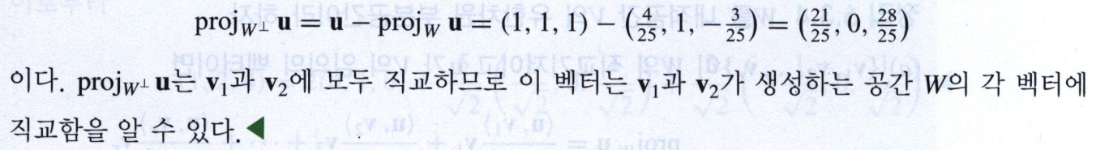 proj_{W⊥} u = u − proj_W u = (1, 1, 1) − (4/25, 1, −3/25) = (21/25, 0, 28/25)
이다. proj_{W⊥} u는 v₁과 v₂에 모두 직교하므로 이 벡터는 v₁과 v₂가 생성하는 공간 W의 각 벡터에
직교함을 알 수 있다.◀